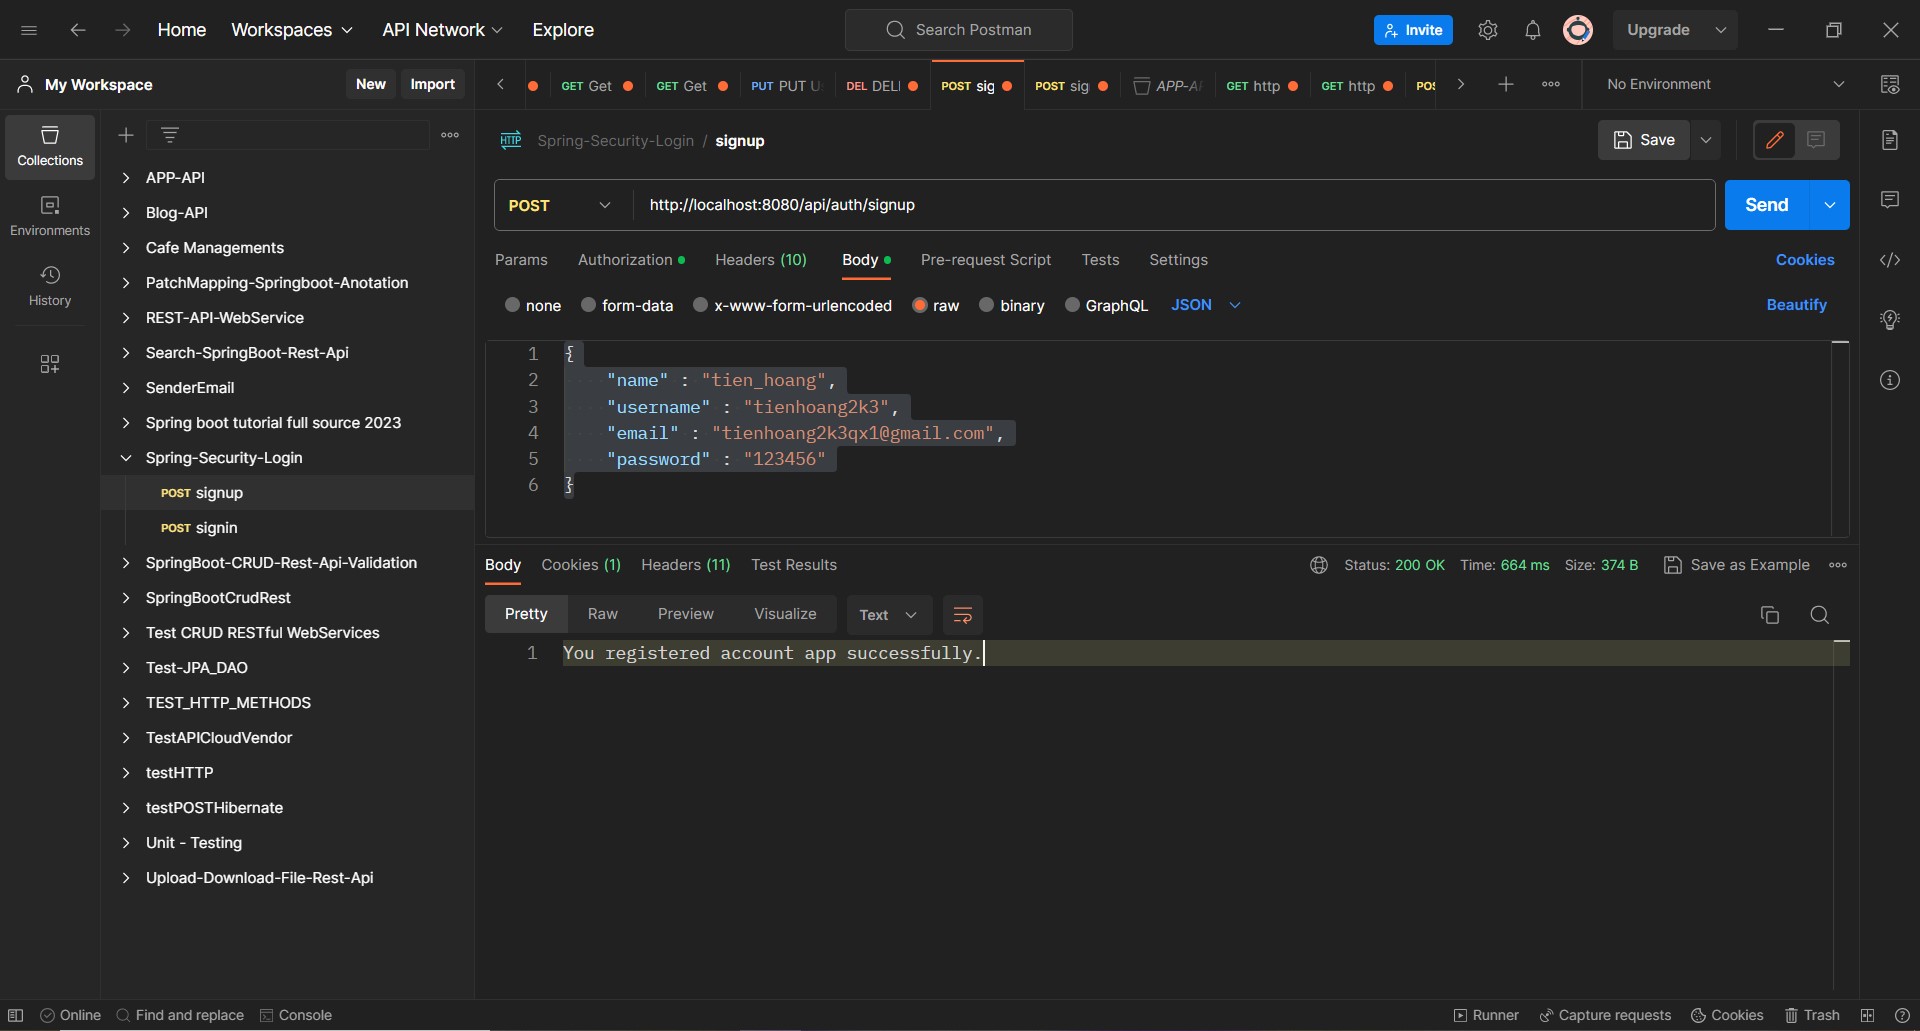 Home Workspaces API Network Explore Search Postman Invite Upgrade
My Workspace New Import GET Get GET Get PUT PUT U DEL DEL POST sig POST sig APP-A GET http GET http POS No Environment
Collections
Environments
History
APP-API
Blog-API
Cafe Managements
PatchMapping-Springboot-Anotation
REST-API-WebService
Search-SpringBoot-Rest-Api
SenderEmail
Spring boot tutorial full source 2023
Spring-Security-Login
POST signup
POST signin
SpringBoot-CRUD-Rest-Api-Validation
SpringBootCrudRest
Test CRUD RESTful WebServices
Test-JPA_DAO
TEST_HTTP_METHODS
TestAPICloudVendor
testHTTP
testPOSTHibernate
Unit - Testing
Upload-Download-File-Rest-Api
HTTP Spring-Security-Login / signup Save
POST http://localhost:8080/api/auth/signup Send
Params Authorization Headers (10) Body Pre-request Script Tests Settings Cookies
none form-data x-www-form-urlencoded raw binary GraphQL JSON Beautify
1 {
2 "name" : "tien_hoang",
3 "username" : "tienhoang2k3",
4 "email" : "tienhoang2k3qx1@gmail.com",
5 "password" : "123456"
6 }
Body Cookies (1) Headers (11) Test Results Status: 200 OK Time: 664 ms Size: 374 B Save as Example
Pretty Raw Preview Visualize Text
1 You registered account app successfully.
Online Find and replace Console Runner Capture requests Cookies Trash